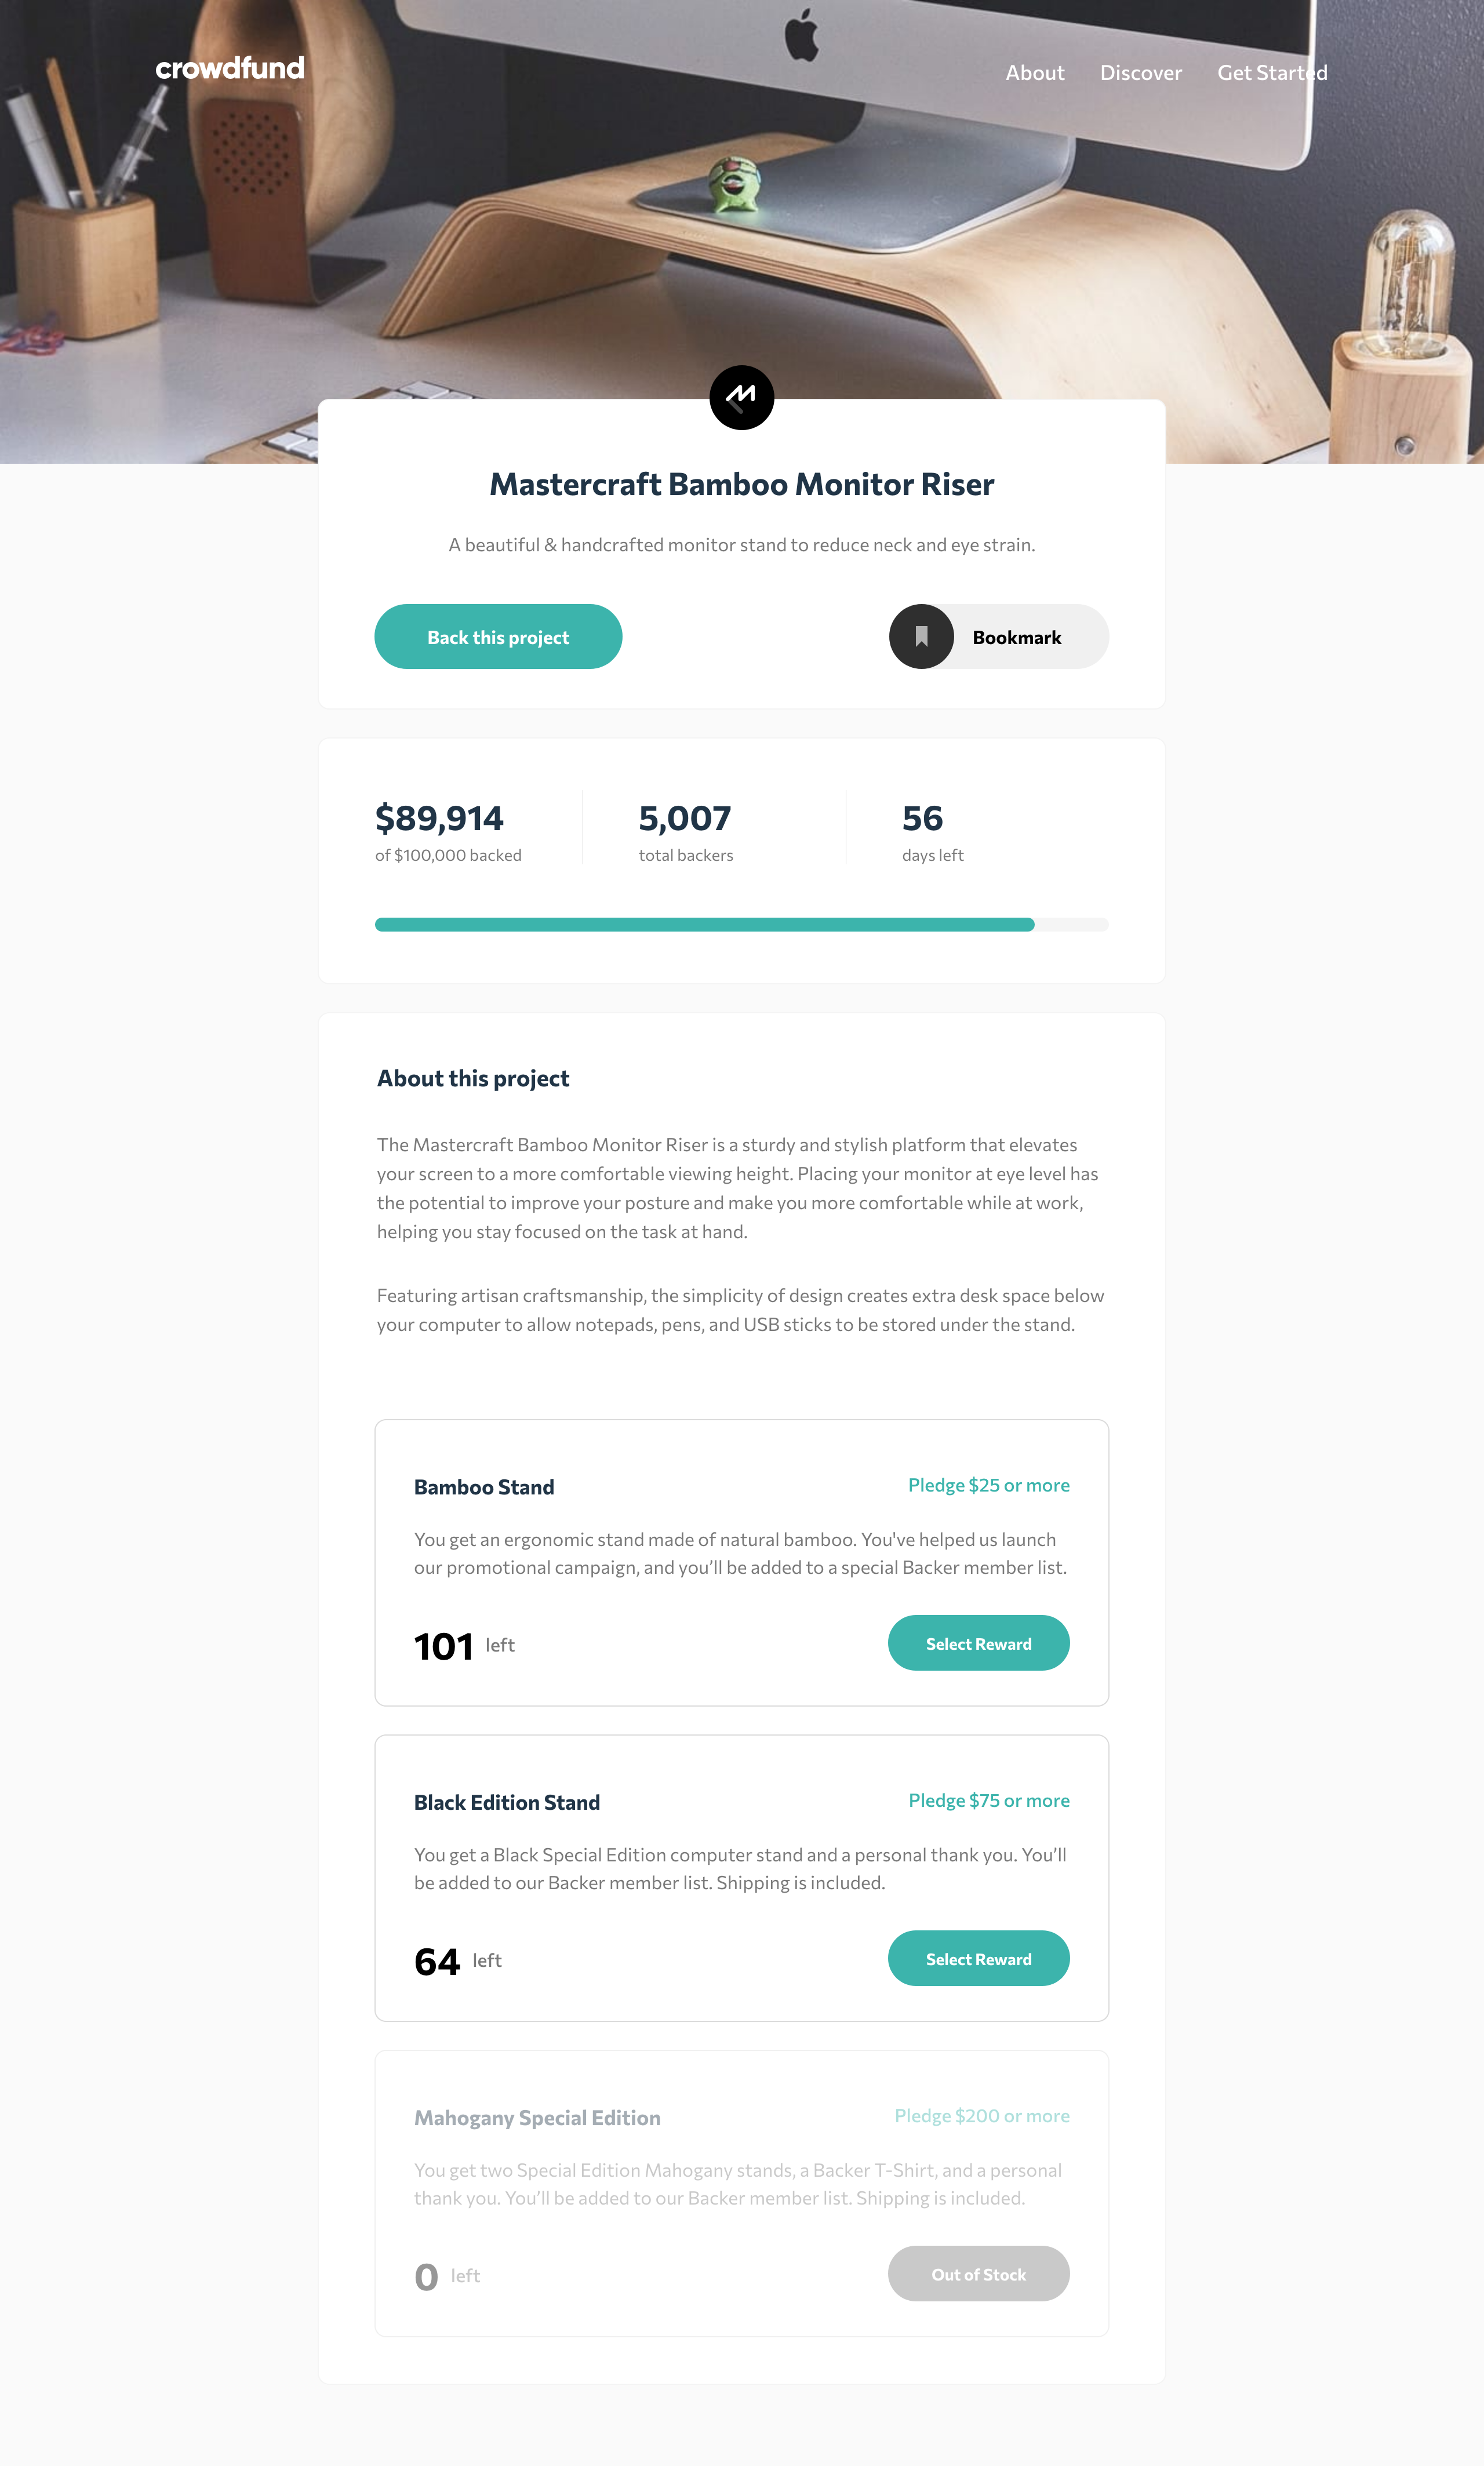 crowdfund
About Discover Get Started
Mastercraft Bamboo Monitor Riser
A beautiful & handcrafted monitor stand to reduce neck and eye strain.
Back this project
Bookmark
$89,914
of $100,000 backed
5,007
total backers
56
days left
About this project
The Mastercraft Bamboo Monitor Riser is a sturdy and stylish platform that elevates
your screen to a more comfortable viewing height. Placing your monitor at eye level has
the potential to improve your posture and make you more comfortable while at work,
helping you stay focused on the task at hand.
Featuring artisan craftsmanship, the simplicity of design creates extra desk space below
your computer to allow notepads, pens, and USB sticks to be stored under the stand.
Bamboo Stand
Pledge $25 or more
You get an ergonomic stand made of natural bamboo. You've helped us launch
our promotional campaign, and you’ll be added to a special Backer member list.
101 left
Select Reward
Black Edition Stand
Pledge $75 or more
You get a Black Special Edition computer stand and a personal thank you. You’ll
be added to our Backer member list. Shipping is included.
64 left
Select Reward
Mahogany Special Edition
Pledge $200 or more
You get two Special Edition Mahogany stands, a Backer T-Shirt, and a personal
thank you. You’ll be added to our Backer member list. Shipping is included.
0 left
Out of Stock